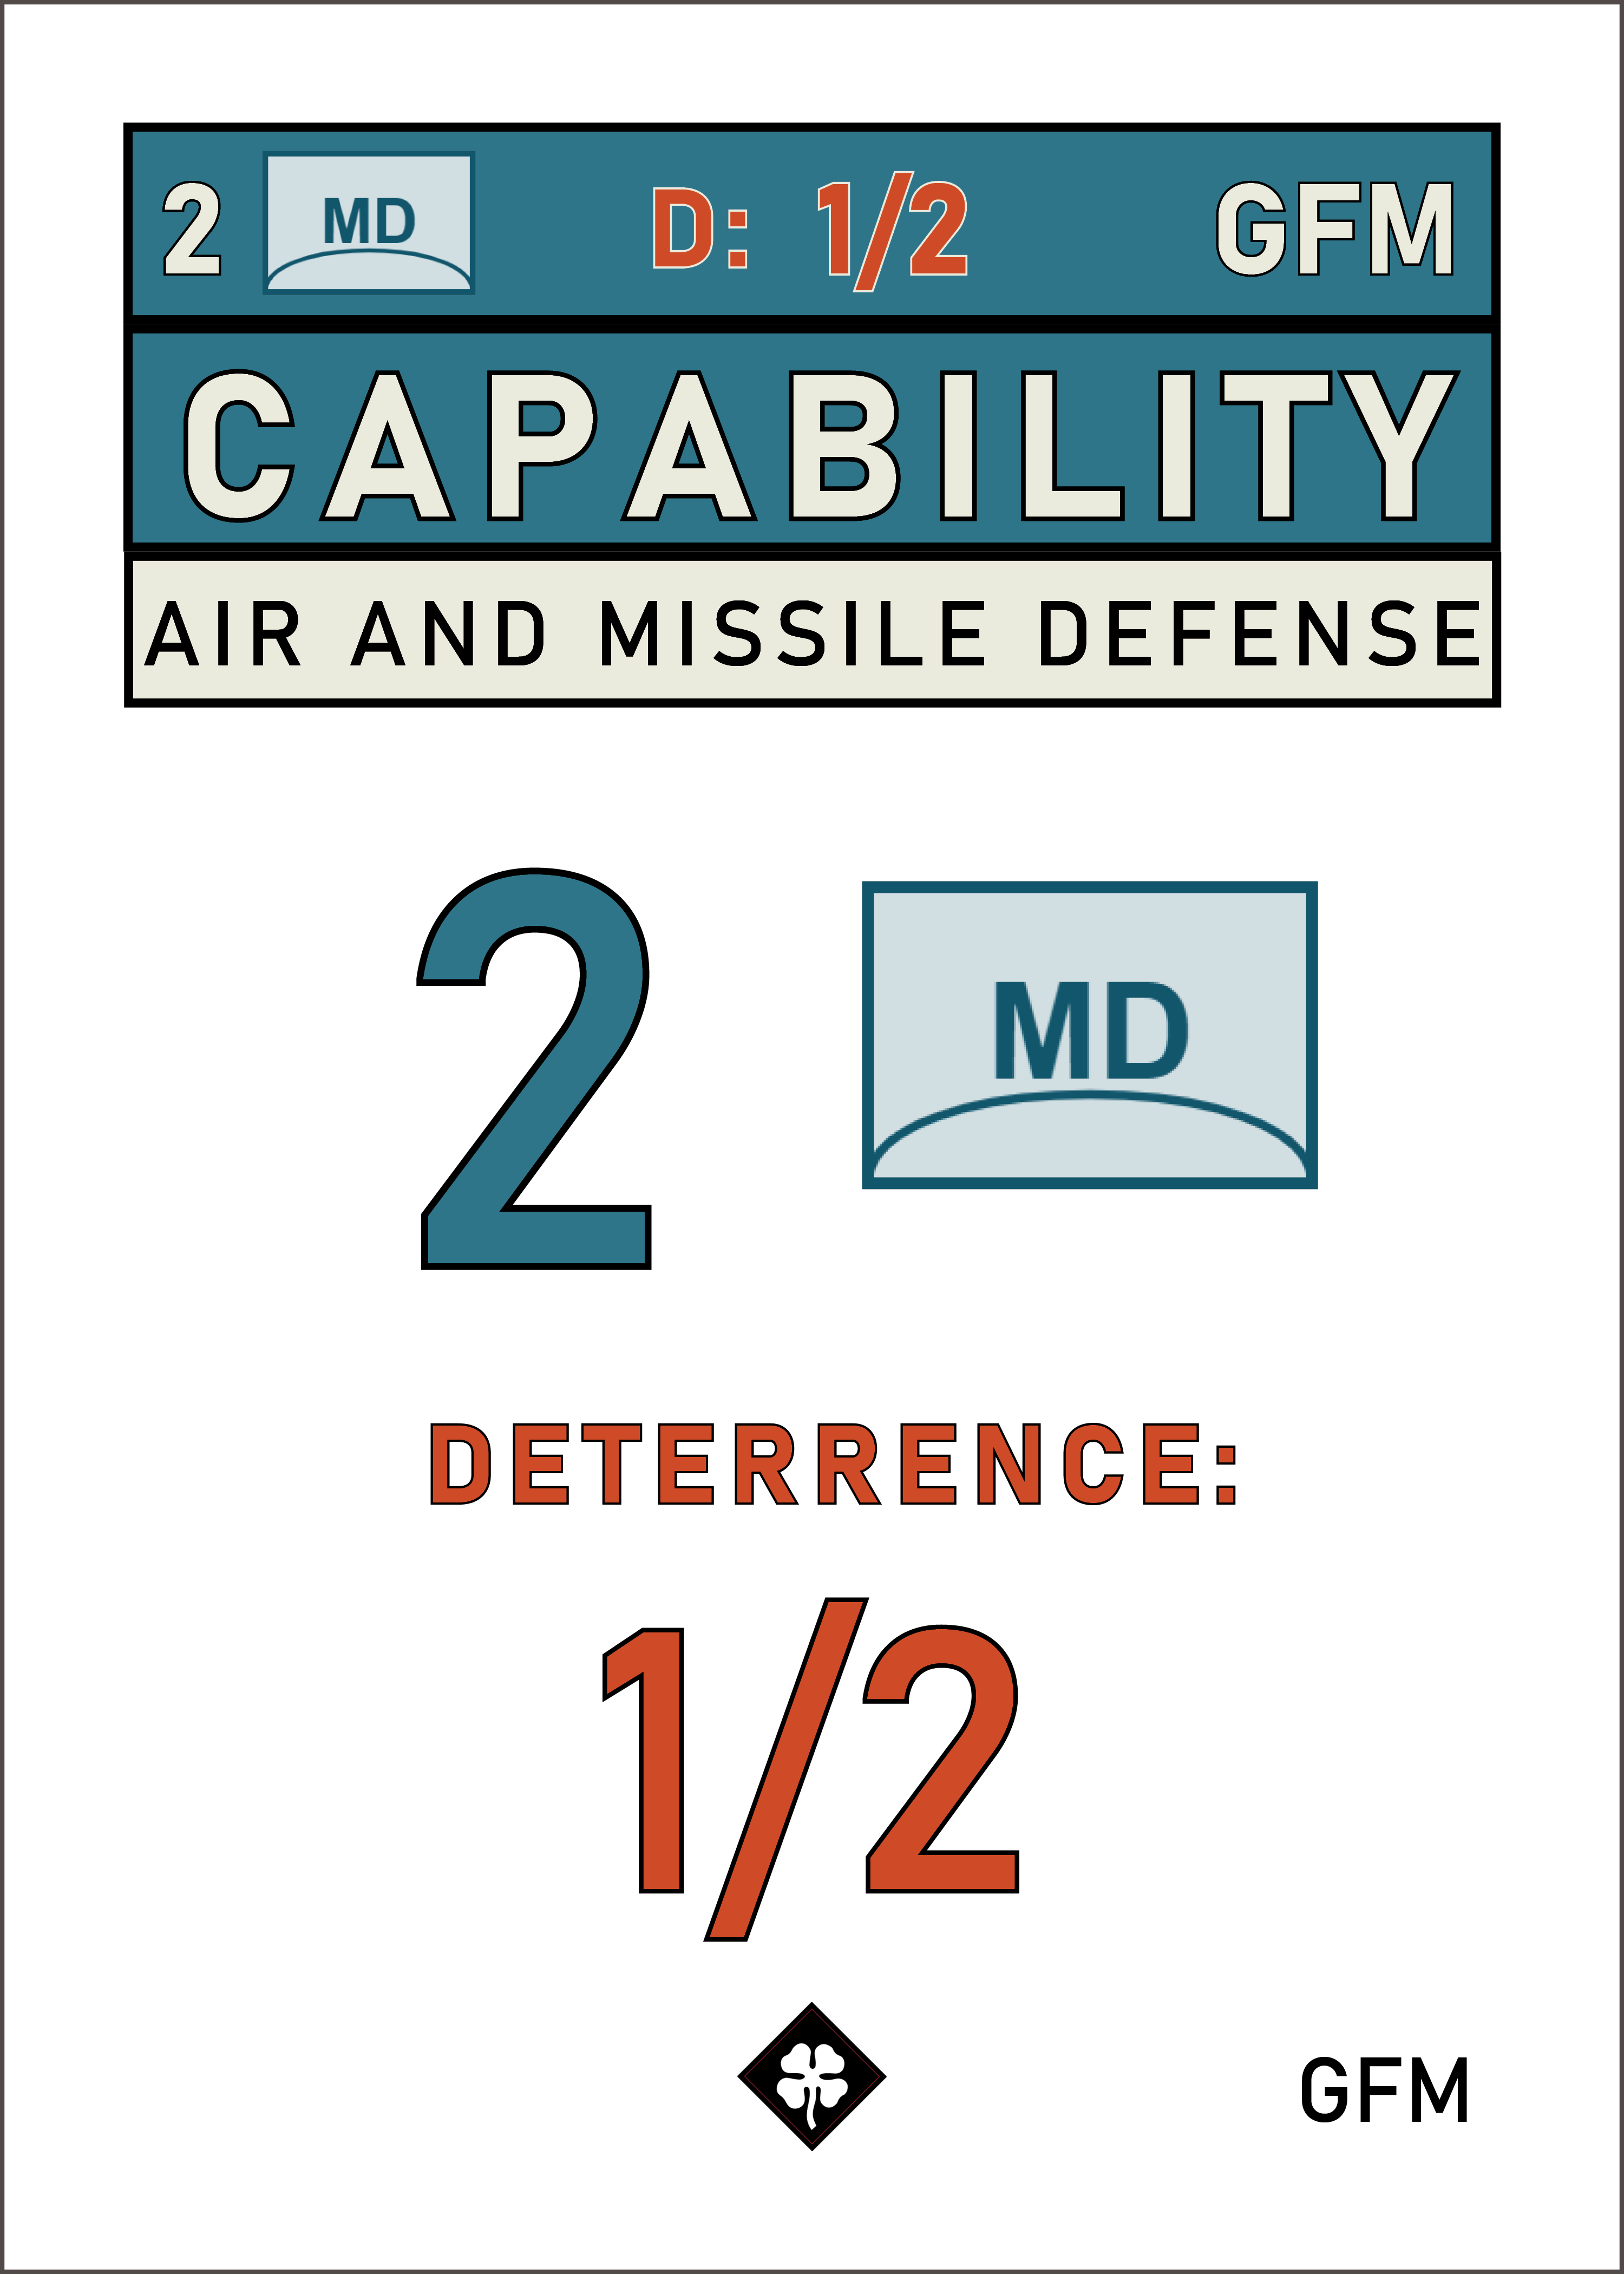 2 MD D: 1/2 GFM
CAPABILITY
AIR AND MISSILE DEFENSE
2 MD
DETERRENCE:
1/2
GFM